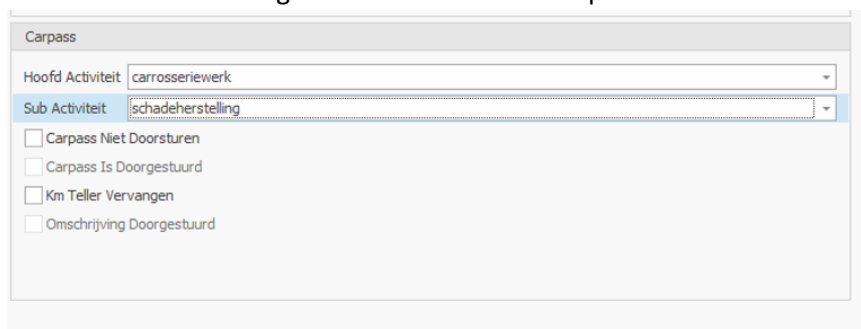 Carpass
Hoofd Activiteit carrosseriewerk
Sub Activiteit schadeherstelling
Carpass Niet Doorsturen
Carpass Is Doorgestuurd
Km Teller Vervangen
Omschrijving Doorgestuurd